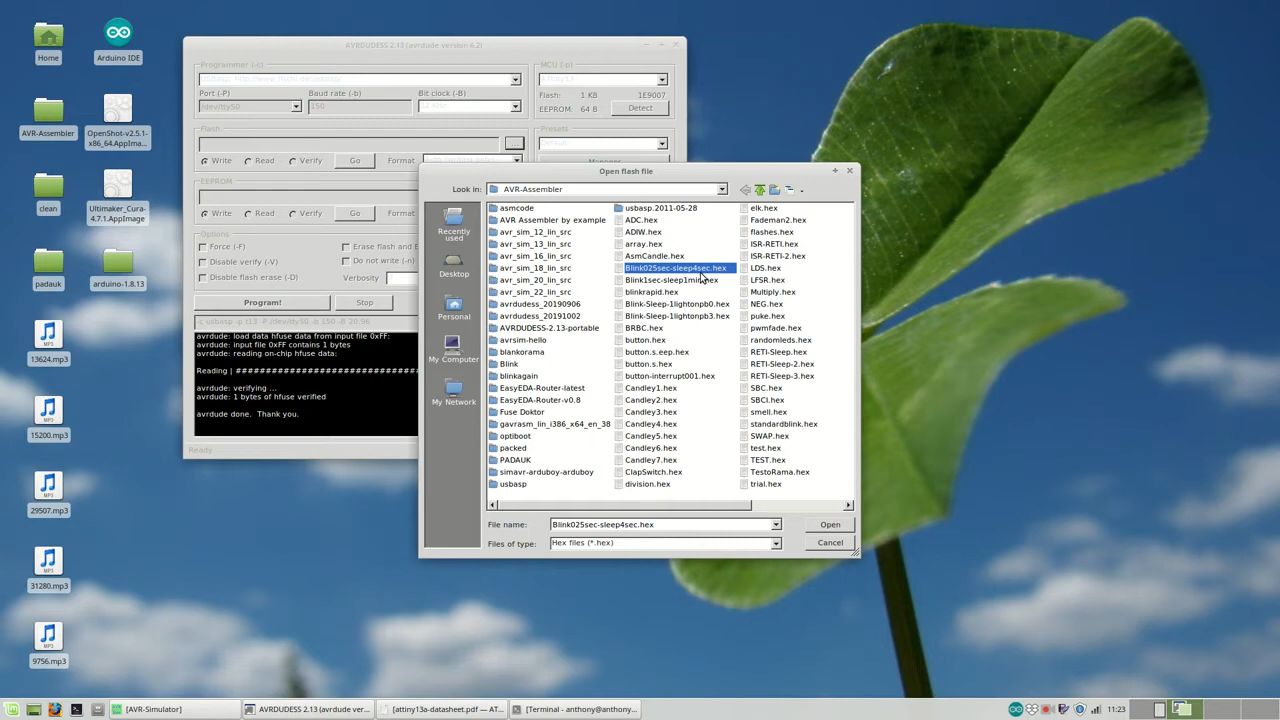 Home
Arduino IDE
AVR-Assembler
OpenShot-v2.5.1-
x86_64.AppImage
clean
Ultimaker_Cura-
4.7.1.AppImage
padauk
arduino-1.8.13
13624.mp3
15200.mp3
29507.mp3
31280.mp3
9756.mp3
AVRDUDESS 2.13 (avrdude version 6.2)
Programmer (-c)
MCU (-p)
Port (-P)
Baud rate (-b)
Bit clock (-B)
/dev/ttyS0
150
Flash: 1 KB 1E9007
EEPROM: 64 B
Detect
Flash
...
Write
Read
Verify
Go
Format
Presets
Default
Manager
EEPROM
Write
Read
Verify
Go
Options
Force (-F)
Erase flash and
Disable verify (-V)
Do not write (-n)
Disable flash erase (-D)
Verbosity
Program!
Stop
-c usbasp -p t13 -P /dev/ttyS0 -b 150 -B 20.96
avrdude: load data hfuse data from input file 0xFF:
avrdude: input file 0xFF contains 1 bytes
avrdude: reading on-chip hfuse data:
Reading | ################################
avrdude: verifying ...
avrdude: 1 bytes of hfuse verified
avrdude done.  Thank you.
Ready
Open flash file
Look in:
AVR-Assembler
Recently
used
Desktop
Personal
My Computer
My Network
asmcode
AVR Assembler by example
avr_sim_12_lin_src
avr_sim_13_lin_src
avr_sim_16_lin_src
avr_sim_18_lin_src
avr_sim_20_lin_src
avr_sim_22_lin_src
avrdudess_20190906
avrdudess_20191002
AVRDUDESS-2.13-portable
avrsim-hello
blankorama
Blink
blinkagain
EasyEDA-Router-latest
EasyEDA-Router-v0.8
Fuse Doktor
gavrasm_lin_i386_x64_en_38
optiboot
packed
PADAUK
simavr-arduboy-arduboy
usbasp
usbasp.2011-05-28
ADC.hex
ADIW.hex
array.hex
AsmCandle.hex
Blink025sec-sleep4sec.hex
Blink1sec-sleep1min.hex
blinkrapid.hex
Blink-Sleep-1lightonpb0.hex
Blink-Sleep-1lightonpb3.hex
BRBC.hex
button.hex
button.s.eep.hex
button.s.hex
button-interrupt001.hex
Candley1.hex
Candley2.hex
Candley3.hex
Candley4.hex
Candley5.hex
Candley6.hex
Candley7.hex
ClapSwitch.hex
division.hex
elk.hex
Fademan2.hex
flashes.hex
ISR-RETI.hex
ISR-RETI-2.hex
LDS.hex
LFSR.hex
Multiply.hex
NEG.hex
puke.hex
pwmfade.hex
randomleds.hex
RETI-Sleep.hex
RETI-Sleep-2.hex
RETI-Sleep-3.hex
SBC.hex
SBCI.hex
smell.hex
standardblink.hex
SWAP.hex
test.hex
TEST.hex
TestoRama.hex
trial.hex
File name:
Blink025sec-sleep4sec.hex
Open
Files of type:
Hex files (*.hex)
Cancel
[AVR-Simulator]
AVRDUDESS 2.13 (avrdude ver...
[attiny13a-datasheet.pdf — AT...
[Terminal - anthony@anthony...
11:23